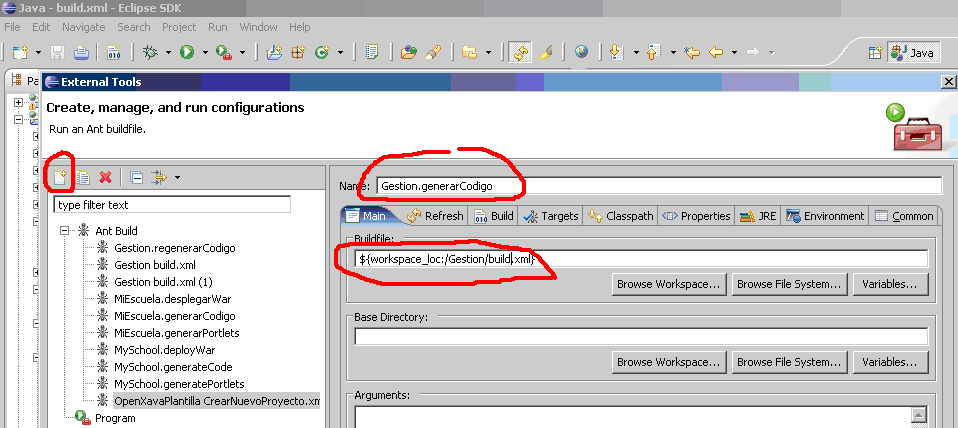 Java - build.xml - Eclipse SDK
File Edit Navigate Search Project Run Window Help
Java
Pa
External Tools
Create, manage, and run configurations
Run an Ant buildfile.
type filter text
Ant Build
Gestion.regenerarCodigo
Gestion build.xml
Gestion build.xml (1)
MiEscuela.desplegarWar
MiEscuela.generarCodigo
MiEscuela.generarPortlets
MySchool.deployWar
MySchool.generateCode
MySchool.generatePortlets
OpenXavaPlantilla CrearNuevoProyecto.xm
Program
Name: Gestion.generarCodigo
Main Refresh Build Targets Classpath Properties JRE Environment Common
Buildfile:
${workspace_loc:/Gestion/build.xml}
Browse Workspace... Browse File System... Variables...
Base Directory:
Browse Workspace... Browse File System... Variables...
Arguments: